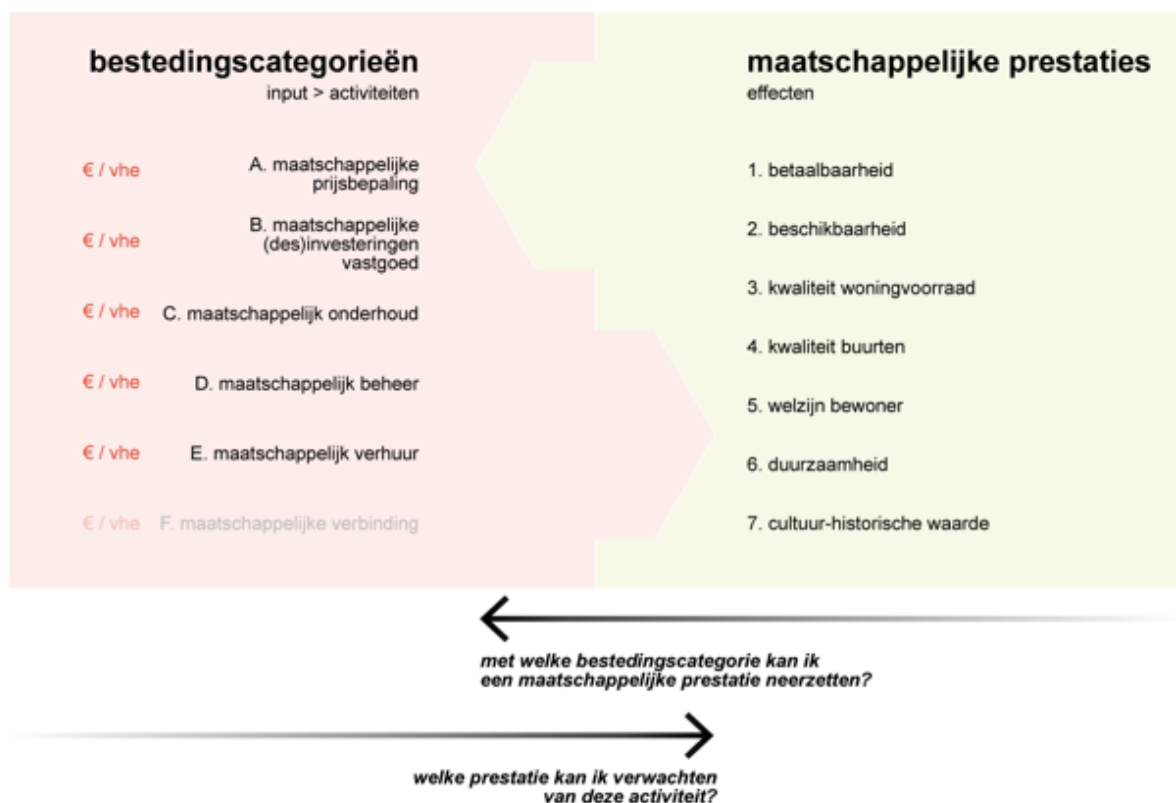 bestedingscategorieën
input > activiteiten
€ / vhe A. maatschappelijke
prijsbepaling
€ / vhe B. maatschappelijke
(des)investeringen
vastgoed
€ / vhe C. maatschappelijk onderhoud
€ / vhe D. maatschappelijk beheer
€ / vhe E. maatschappelijk verhuur
€ / vhe F. maatschappelijke verbinding
maatschappelijke prestaties
effecten
1. betaalbaarheid
2. beschikbaarheid
3. kwaliteit woningvoorraad
4. kwaliteit buurten
5. welzijn bewoner
6. duurzaamheid
7. cultuur-historische waarde
met welke bestedingscategorie kan ik
een maatschappelijke prestatie neerzetten?
welke prestatie kan ik verwachten
van deze activiteit?